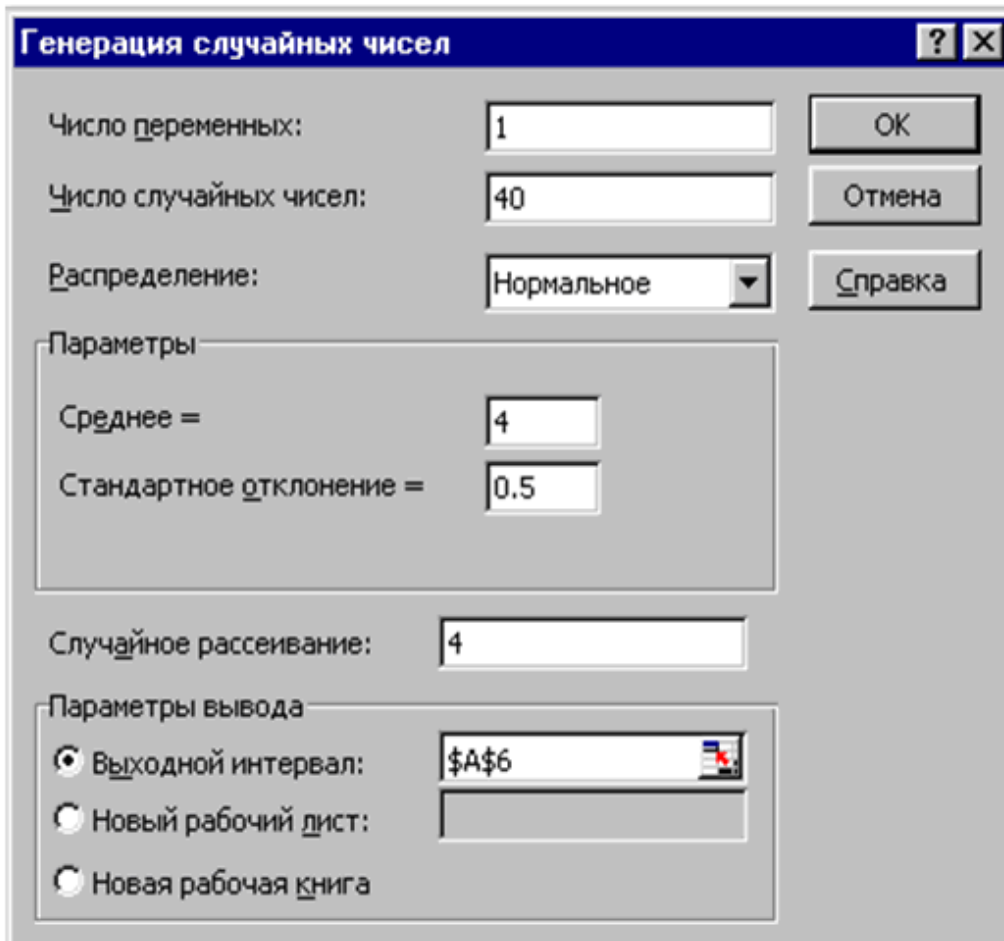 Генерация случайных чисел
Число переменных: 1 OK
Число случайных чисел: 40 Отмена
Распределение: Нормальное Справка
Параметры
Среднее = 4
Стандартное отклонение = 0.5
Случайное рассеивание: 4
Параметры вывода
Выходной интервал: $A$6
Новый рабочий лист:
Новая рабочая книга